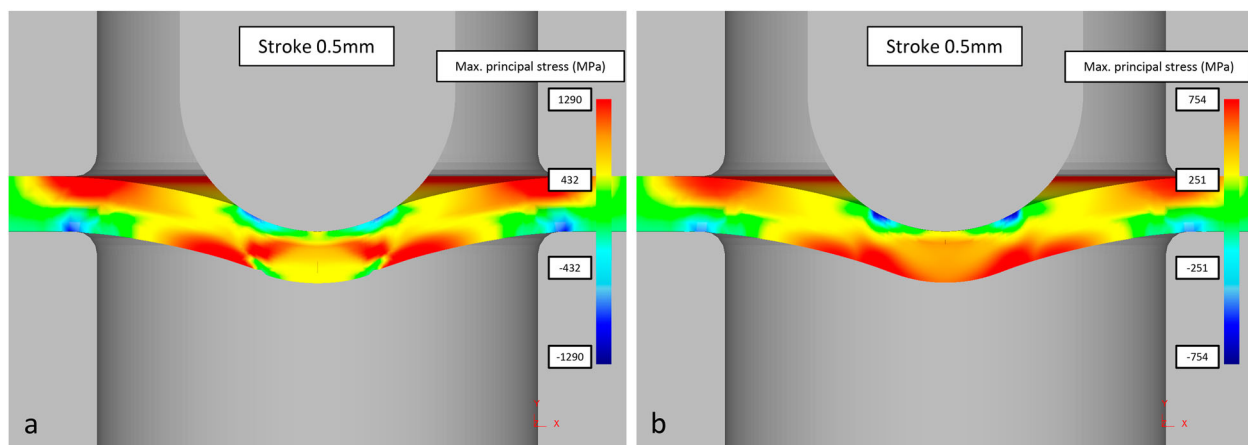 Stroke 0.5mm
Max. principal stress (MPa)
1290
432
-432
-1290
Y
Z X
a
Stroke 0.5mm
Max. principal stress (MPa)
754
251
-251
-754
Y
Z X
b